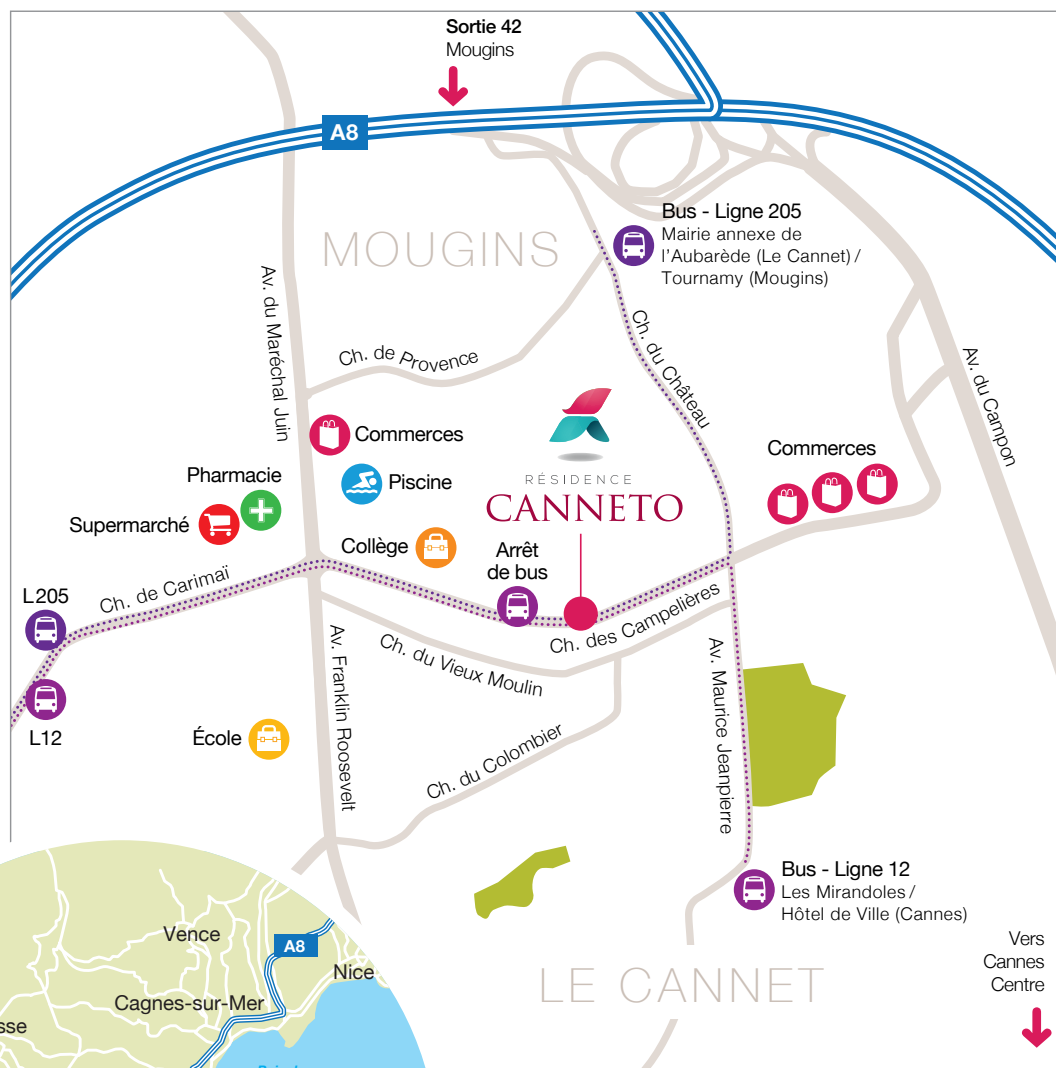 Sortie 42
Mougins
A8
Bus - Ligne 205
Mairie annexe de
l'Aubarède (Le Cannet) /
Tournamy (Mougins)
MOUGINS
Av. du Maréchal Juin
Ch. de Provence
Ch. du Château
Av. du Campon
Commerces
Piscine
Pharmacie
Supermarché
Collège
RÉSIDENCE
CANNETO
Commerces
Arrêt
de bus
Ch. de Carimaï
L205
L12
Ch. des Campelières
Ch. du Vieux Moulin
Av. Franklin Roosevelt
École
Ch. du Colombier
Av. Maurice Jeanpierre
Bus - Ligne 12
Les Mirandoles /
Hôtel de Ville (Cannes)
LE CANNET
Vers
Cannes
Centre
Vence
A8
Nice
Cagnes-sur-Mer
sse